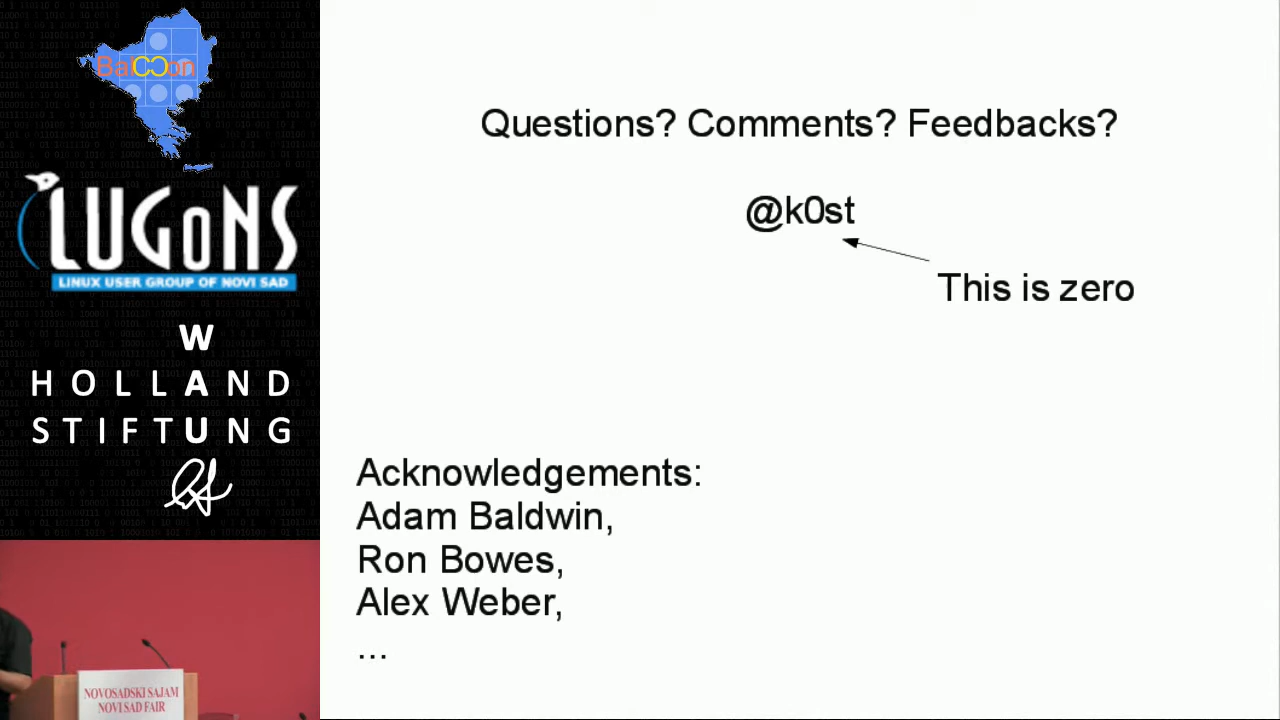 BalCCon
LUGoNS
LINUX USER GROUP OF NOVI SAD
W
HOLLAND
STIFTUNG
NOVOSADSKI SAJAM
NOVI SAD FAIR
Questions? Comments? Feedbacks?
@k0st
This is zero
Acknowledgements:
Adam Baldwin,
Ron Bowes,
Alex Weber,
...